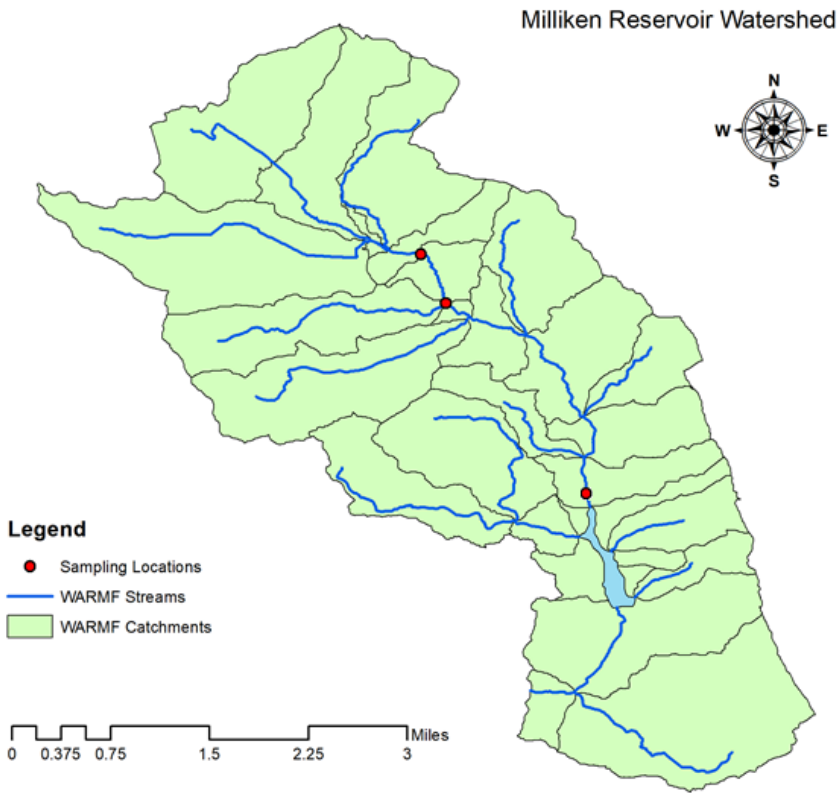 Milliken Reservoir Watershed
N
W E
S
Legend
Sampling Locations
WARMF Streams
WARMF Catchments
Miles
0 0.375 0.75 1.5 2.25 3